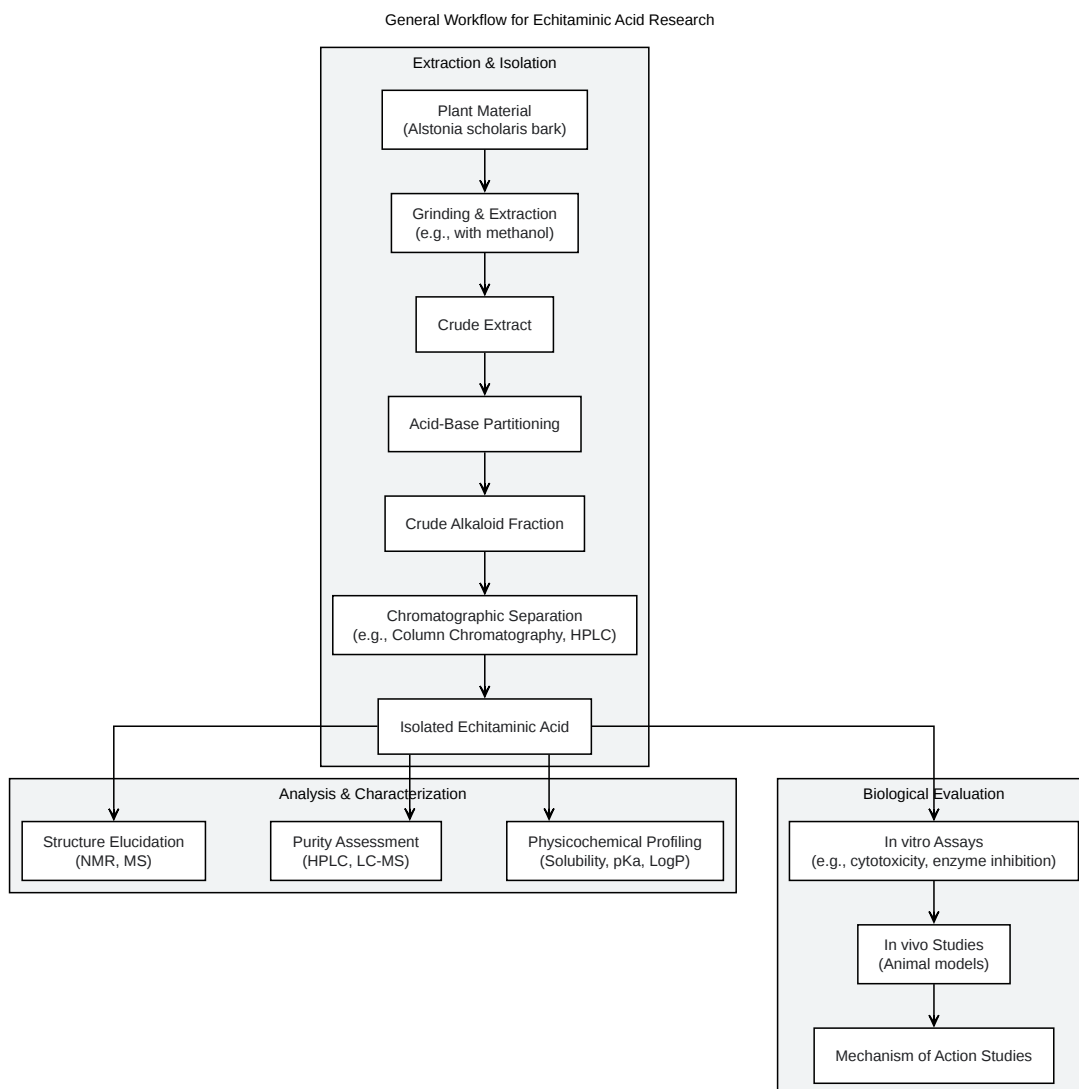 General Workflow for Echitaminic Acid Research
Extraction & Isolation
Plant Material
(Alstonia scholaris bark)
Grinding & Extraction
(e.g., with methanol)
Crude Extract
Acid-Base Partitioning
Crude Alkaloid Fraction
Chromatographic Separation
(e.g., Column Chromatography, HPLC)
Isolated Echitaminic Acid
Analysis & Characterization
Structure Elucidation
(NMR, MS)
Purity Assessment
(HPLC, LC-MS)
Physicochemical Profiling
(Solubility, pKa, LogP)
Biological Evaluation
In vitro Assays
(e.g., cytotoxicity, enzyme inhibition)
In vivo Studies
(Animal models)
Mechanism of Action Studies